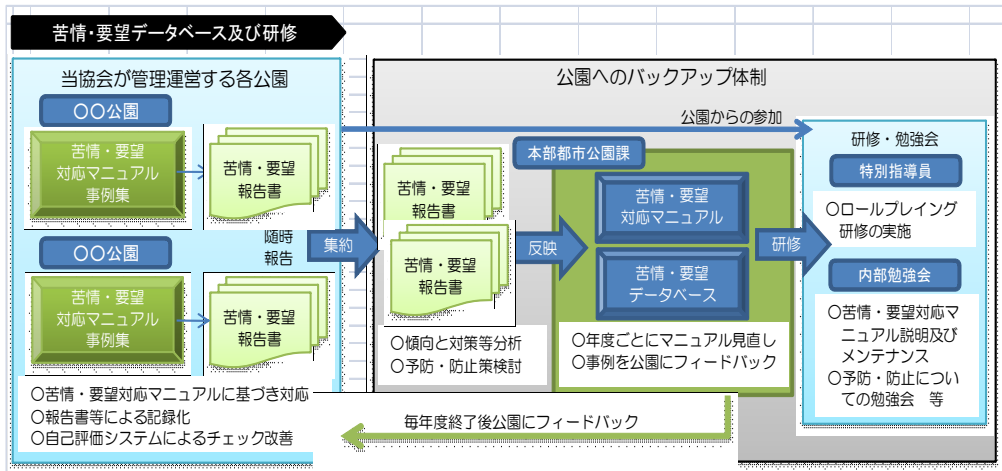 苦情・要望データベース及び研修
当協会が管理運営する各公園
〇〇公園
苦情・要望
対応マニュアル
事例集
苦情・要望
報告書
随時
報告
〇〇公園
苦情・要望
対応マニュアル
事例集
苦情・要望
報告書
〇苦情・要望対応マニュアルに基づき対応
〇報告書等による記録化
〇自己評価システムによるチェック改善
集約
公園へのバックアップ体制
公園からの参加
苦情・要望
報告書
苦情・要望
報告書
〇傾向と対策等分析
〇予防・防止策検討
反映
本部都市公園課
苦情・要望
対応マニュアル
苦情・要望
データベース
〇年度ごとにマニュアル見直し
〇事例を公園にフィードバック
研修
研修・勉強会
特別指導員
〇ロールプレイング
研修の実施
内部勉強会
〇苦情・要望対応マ
ニュアル説明及び
メンテナンス
〇予防・防止につい
ての勉強会　等
毎年度終了後公園にフィードバック